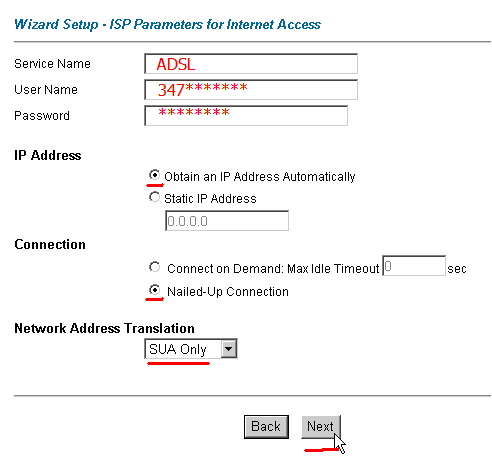 Wizard Setup - ISP Parameters for Internet Access
Service Name ADSL
User Name 347*******
Password ********
IP Address
Obtain an IP Address Automatically
Static IP Address
0.0.0.0
Connection
Connect on Demand: Max Idle Timeout 0 sec
Nailed-Up Connection
Network Address Translation
SUA Only
Back Next